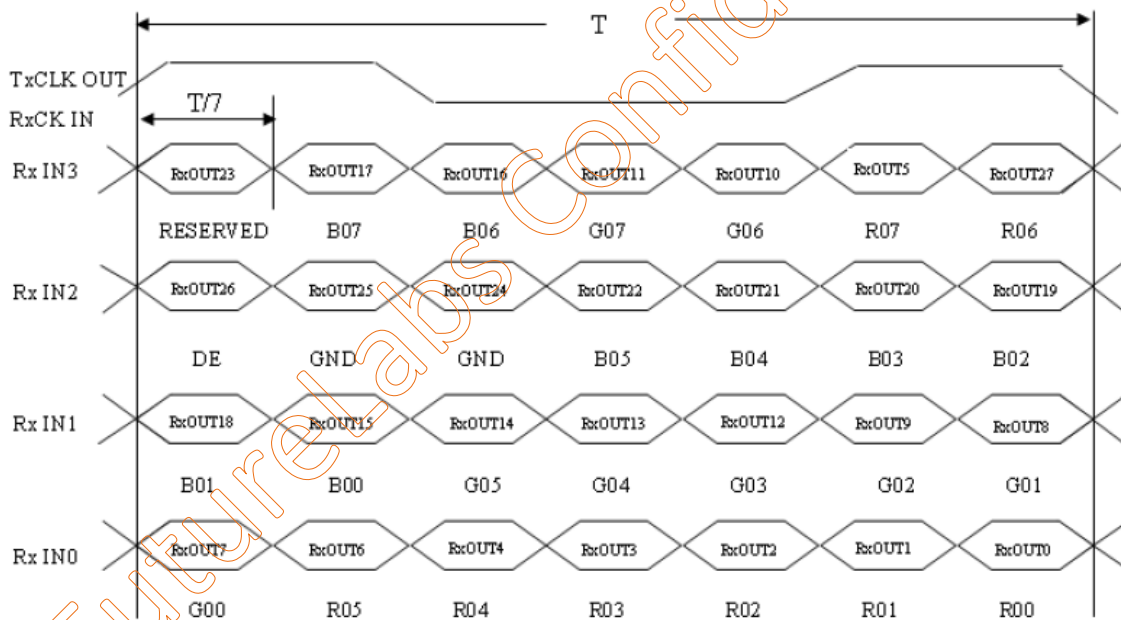 T
TxCLK OUT
T/7
RxCK IN
Rx IN3 RxOUT23 RxOUT17 RxOUT16 RxOUT11 RxOUT10 RxOUT5 RxOUT27
RESERVED B07 B06 G07 G06 R07 R06
Rx IN2 RxOUT26 RxOUT25 RxOUT24 RxOUT22 RxOUT21 RxOUT20 RxOUT19
DE GND GND B05 B04 B03 B02
Rx IN1 RxOUT18 RxOUT15 RxOUT14 RxOUT13 RxOUT12 RxOUT9 RxOUT8
B01 B00 G05 G04 G03 G02 G01
Rx IN0 RxOUT7 RxOUT6 RxOUT4 RxOUT3 RxOUT2 RxOUT1 RxOUT0
G00 R05 R04 R03 R02 R01 R00
FutureLabs Confid